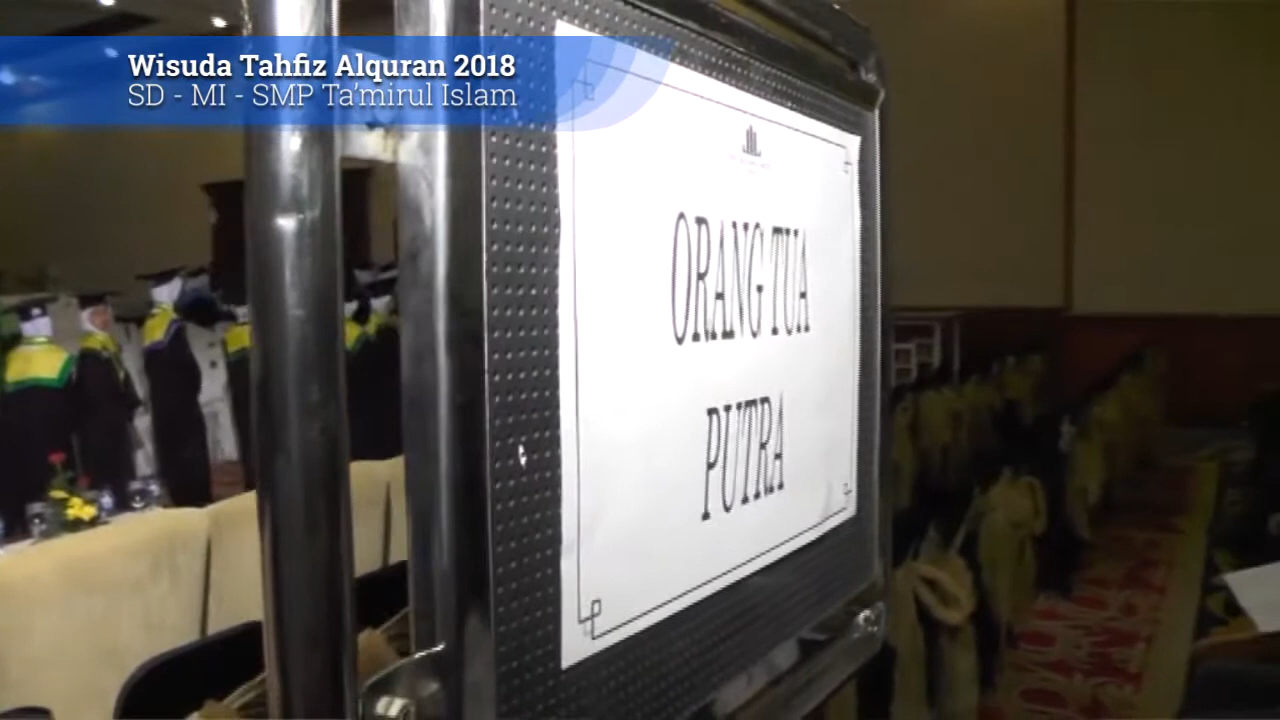 Wisuda Tahfiz Alquran 2018
SD - MI - SMP Ta'mirul Islam
ORANG TUA
PUTRA